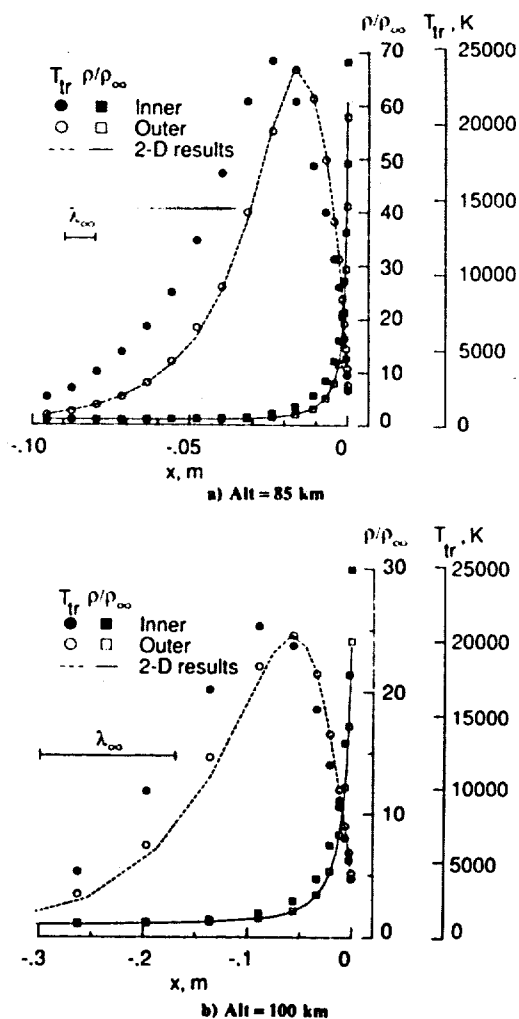 ρ/ρ∞ T_tr, K
T_tr ρ/ρ∞
Inner
Outer
2-D results
λ∞
70
60
50
40
30
20
10
0
25000
20000
15000
10000
5000
0
-.10 -.05 0
x, m
a) Alt = 85 km
ρ/ρ∞ T_tr, K
T_tr ρ/ρ∞
Inner
Outer
2-D results
λ∞
30
20
10
0
25000
20000
15000
10000
5000
0
-.3 -.2 -.1 0
x, m
b) Alt = 100 km